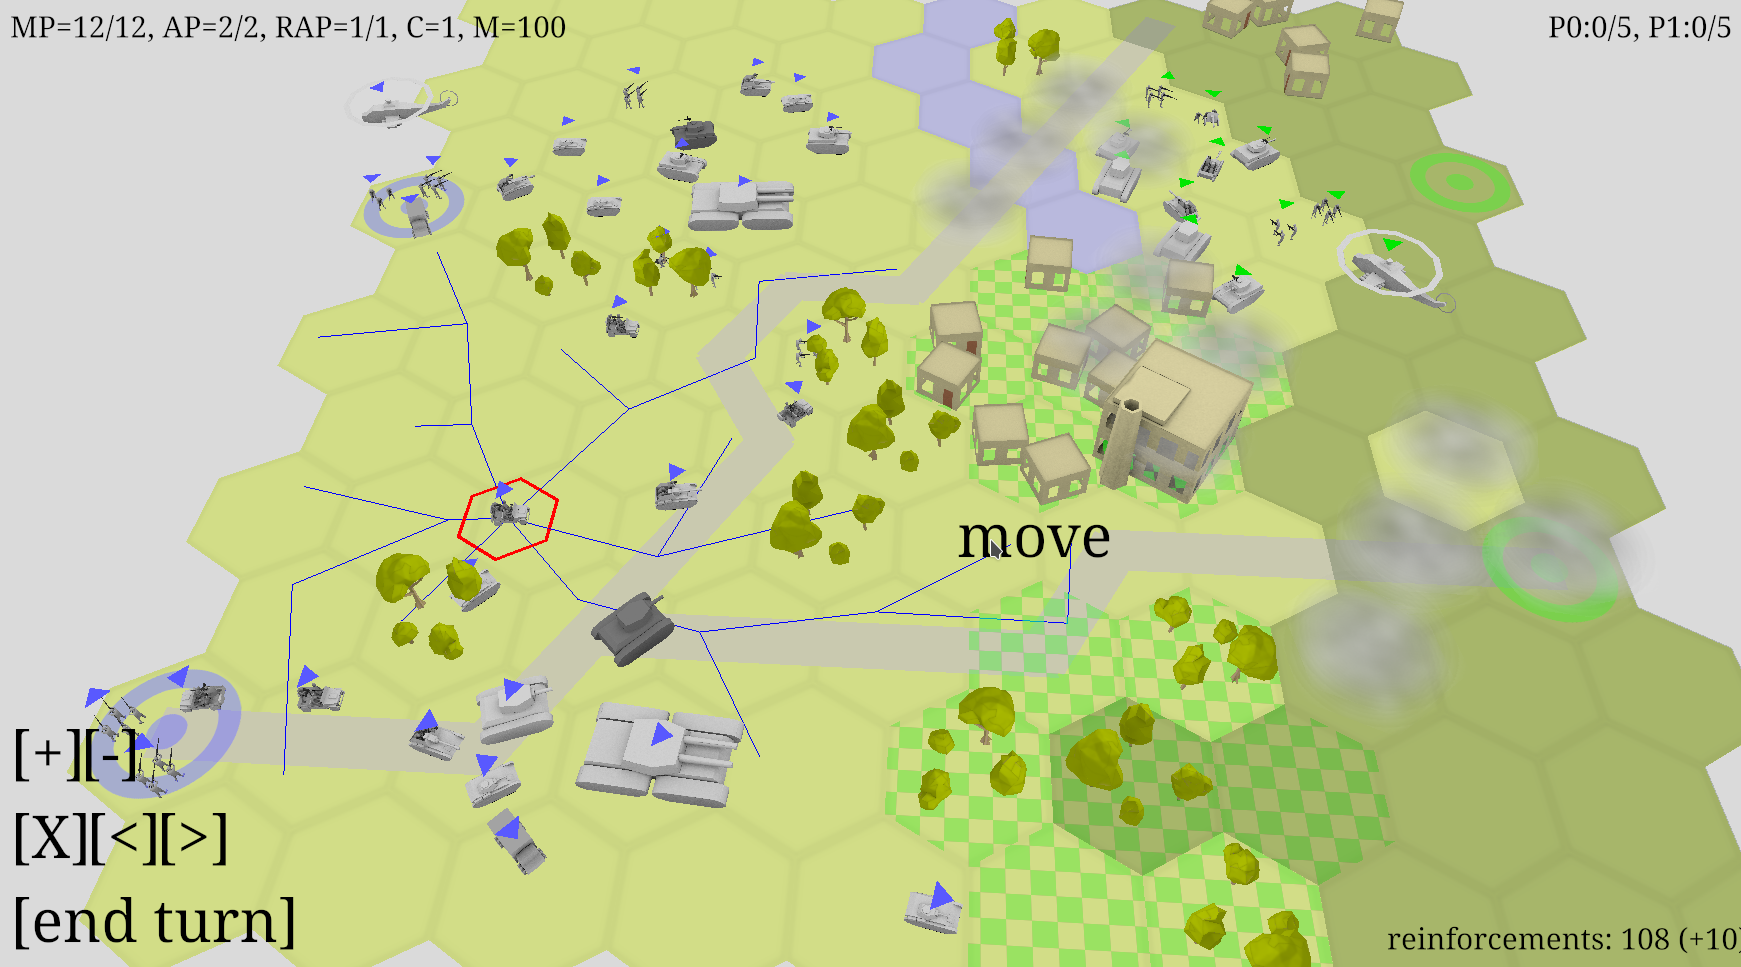 MP=12/12, AP=2/2, RAP=1/1, C=1, M=100
P0:0/5, P1:0/5
move
[+][-]
[X][<][>]
[end turn]
reinforcements: 108 (+10)